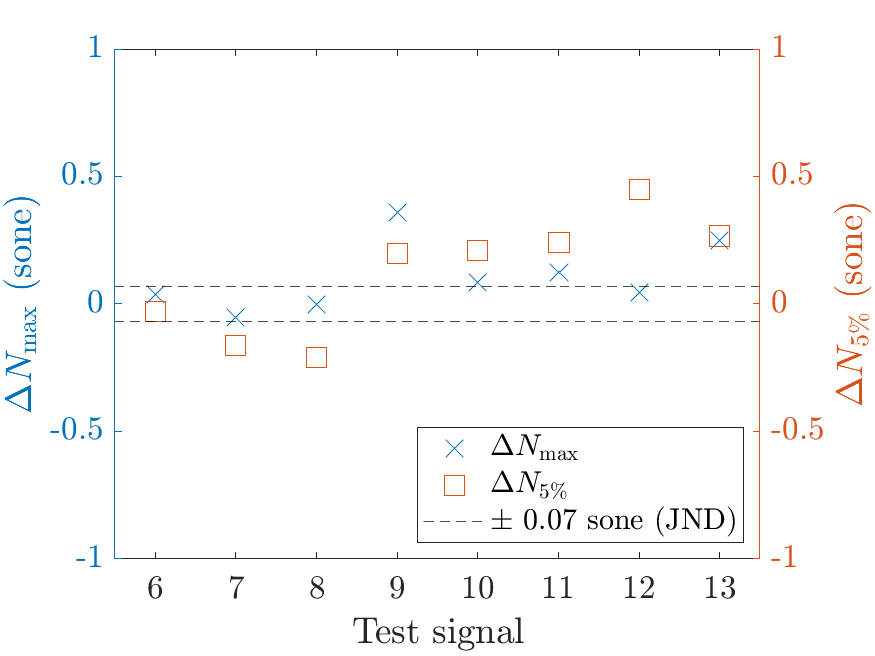 1
0.5
0
-0.5
-1
ΔN_max (sone)
1
0.5
0
-0.5
-1
ΔN_5% (sone)
ΔN_max
ΔN_5%
± 0.07 sone (JND)
6 7 8 9 10 11 12 13
Test signal